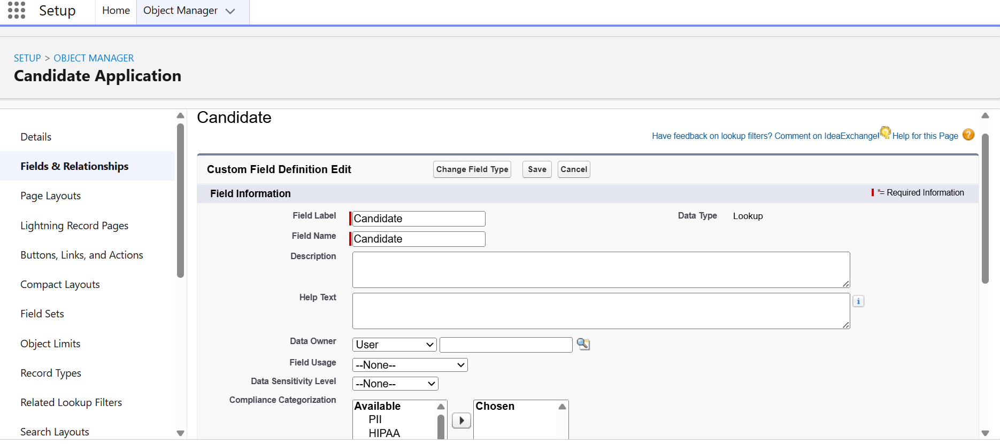 Setup
Home
Object Manager
SETUP > OBJECT MANAGER
Candidate Application
Details
Fields & Relationships
Page Layouts
Lightning Record Pages
Buttons, Links, and Actions
Compact Layouts
Field Sets
Object Limits
Record Types
Related Lookup Filters
Search Layouts
Candidate
Have feedback on lookup filters? Comment on IdeaExchange!
Help for this Page ?
Custom Field Definition Edit
Change Field Type
Save
Cancel
Field Information
*= Required Information
Field Label
Candidate
Data Type
Lookup
Field Name
Candidate
Description
Help Text
i
Data Owner
User
Field Usage
--None--
Data Sensitivity Level
--None--
Compliance Categorization
Available
PII
HIPAA
Chosen